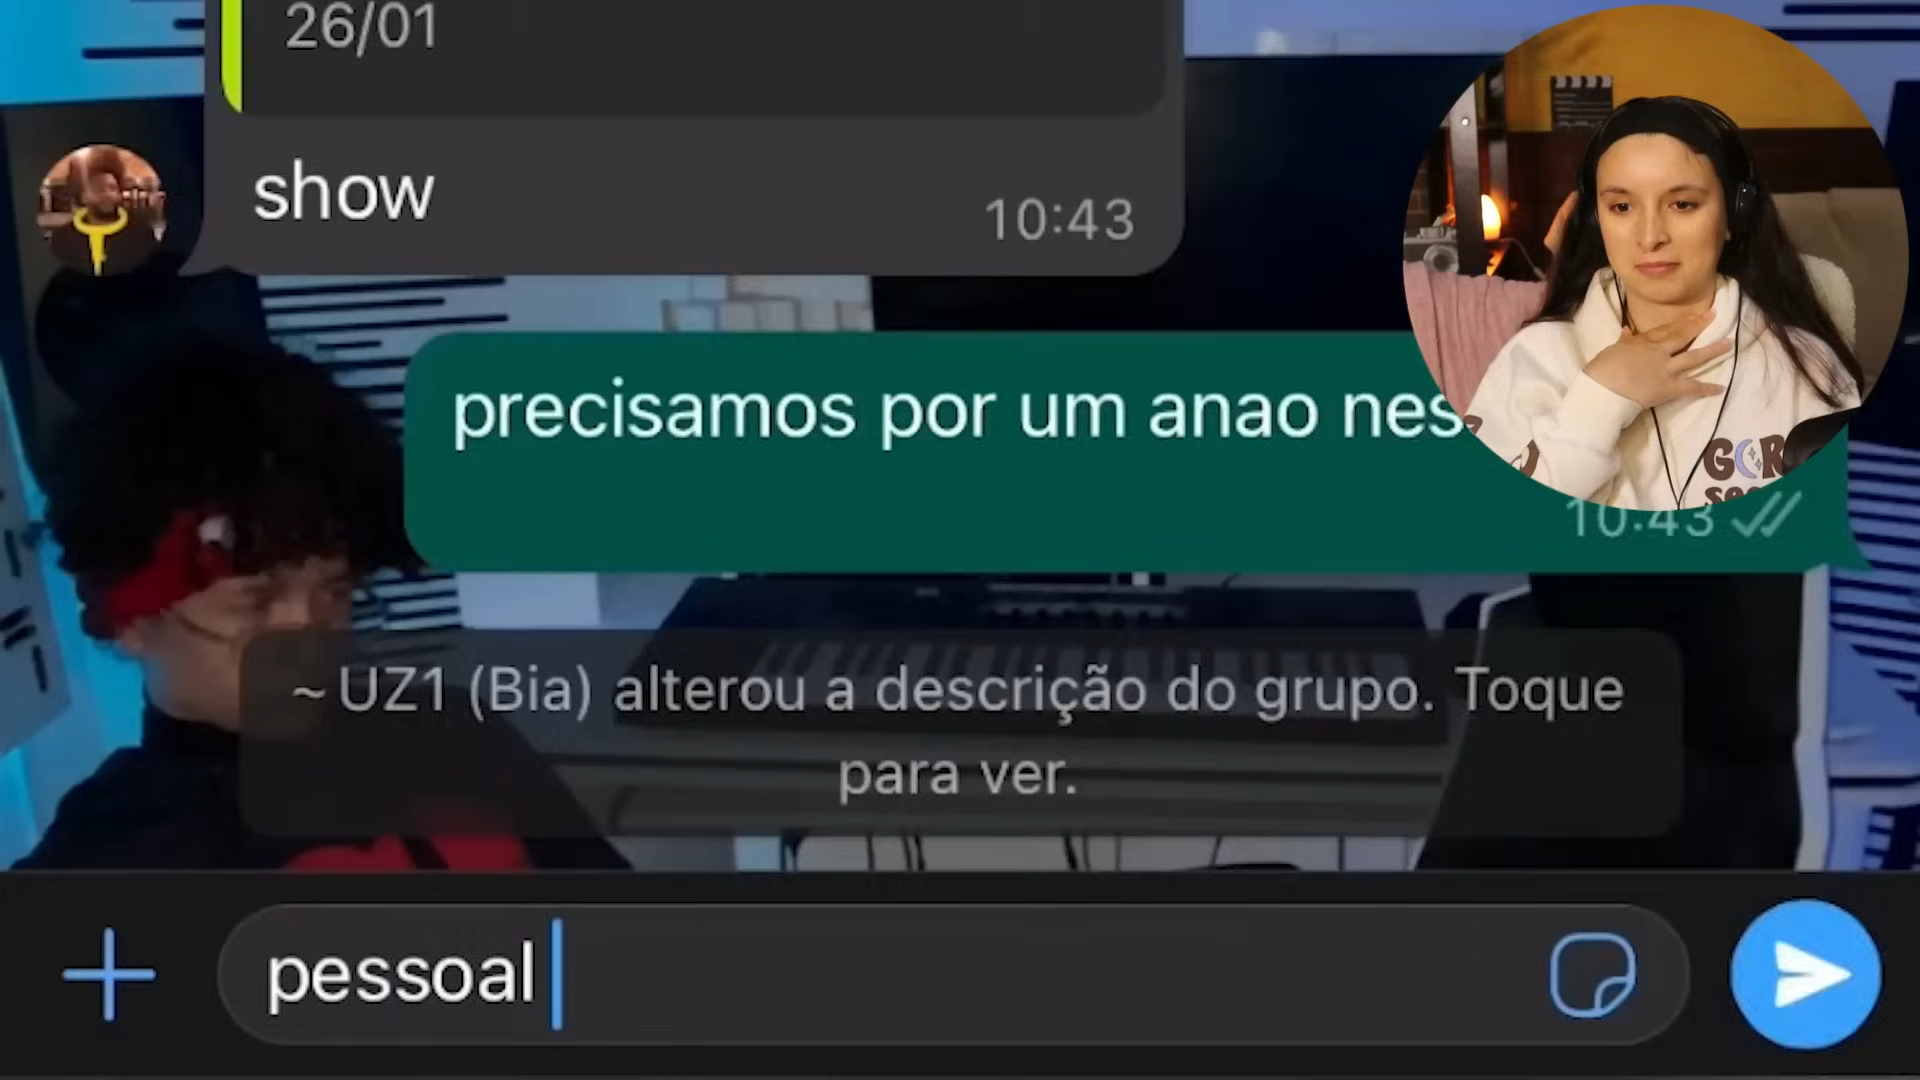 26/01
show
10:43
precisamos por um anao
10:43
~ UZ1 (Bia) alterou a descrição do grupo. Toque
para ver.
pessoal